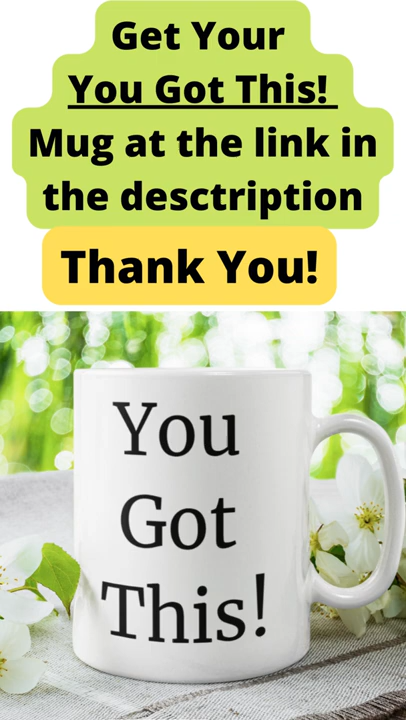 Get Your
You Got This!
Mug at the link in
the desctription
Thank You!
You
Got
This!